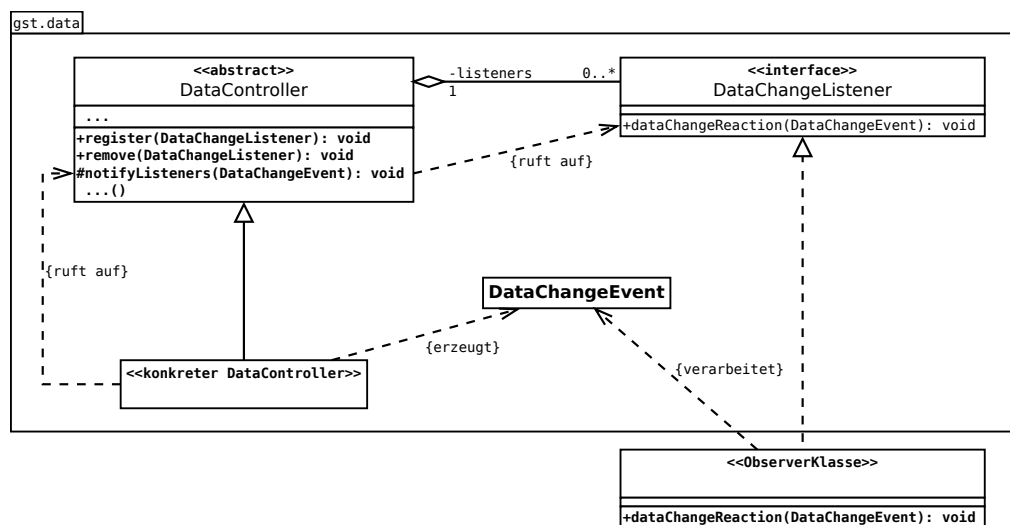 gst.data
<<abstract>>
DataController
...
+register(DataChangeListener): void
+remove(DataChangeListener): void
#notifyListeners(DataChangeEvent): void
...()
-listeners 0..*
1
<<interface>>
DataChangeListener
+dataChangeReaction(DataChangeEvent): void
{ruft auf}
{ruft auf}
DataChangeEvent
{erzeugt}
{verarbeitet}
<<konkreter DataController>>
<<ObserverKlasse>>
+dataChangeReaction(DataChangeEvent): void